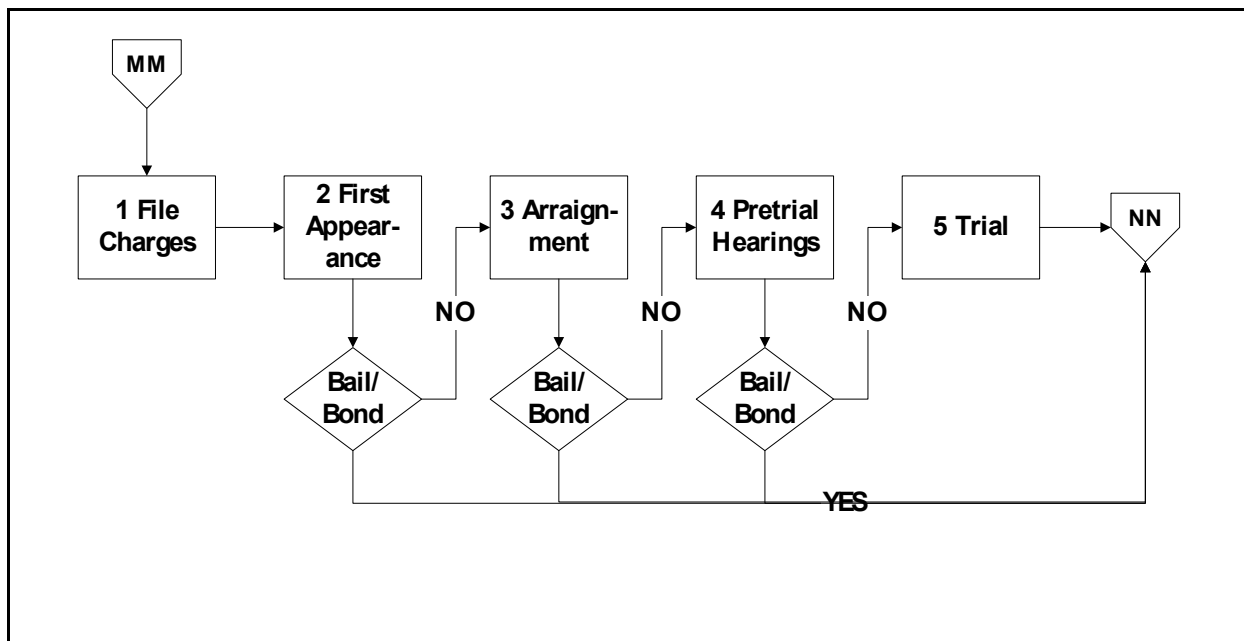 MM
1 File
Charges
2 First
Appear-
ance
3 Arraign-
ment
4 Pretrial
Hearings
5 Trial
NN
NO
NO
NO
Bail/
Bond
Bail/
Bond
Bail/
Bond
YES